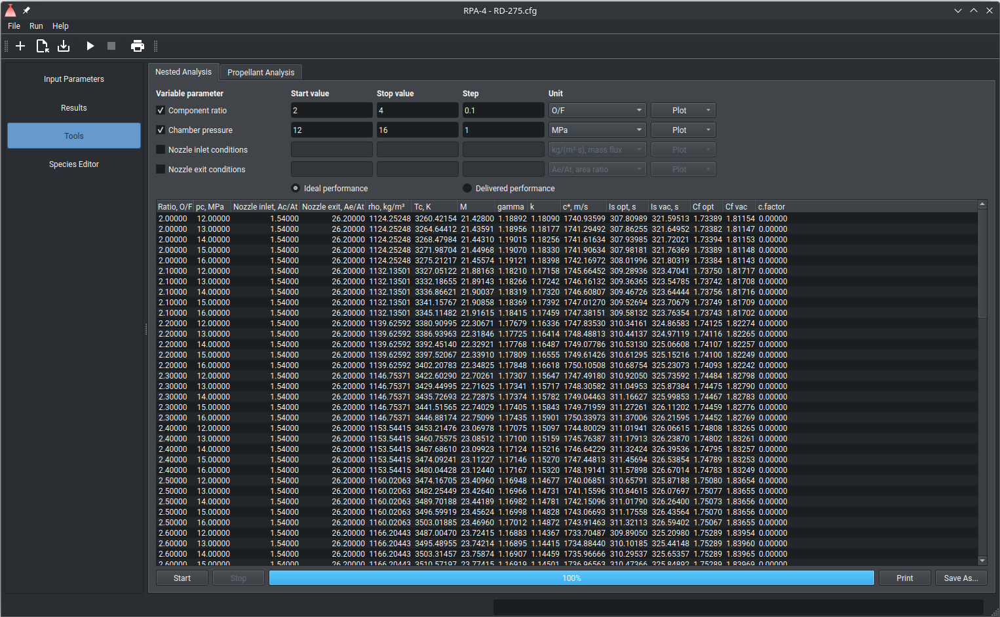 RPA-4 - RD-275.cfg
File Run Help
Input Parameters
Results
Tools
Species Editor
Nested Analysis Propellant Analysis
Variable parameter Start value Stop value Step Unit
Component ratio 2 4 0.1 O/F Plot
Chamber pressure 12 16 1 MPa Plot
Nozzle inlet conditions kg/(m²·s), mass flux Plot
Nozzle exit conditions Ae/At, area ratio Plot
Ideal performance Delivered performance
Ratio, O/F pc, MPa Nozzle inlet, Ac/At Nozzle exit, Ae/At rho, kg/m³ Tc, K M gamma k c*, m/s Is opt, s Is vac, s Cf opt Cf vac c.factor
2.00000 12.00000 1.54000 26.20000 1124.25248 3260.42154 21.42800 1.18892 1.18090 1740.93599 307.80989 321.59513 1.73389 1.81154 0.00000
2.00000 13.00000 1.54000 26.20000 1124.25248 3264.64412 21.43591 1.18956 1.18177 1741.29492 307.86255 321.64952 1.73382 1.81147 0.00000
2.00000 14.00000 1.54000 26.20000 1124.25248 3268.47984 21.44310 1.19015 1.18256 1741.61634 307.93985 321.72021 1.73394 1.81153 0.00000
2.00000 15.00000 1.54000 26.20000 1124.25248 3271.98704 21.44968 1.19070 1.18330 1741.90634 307.98181 321.76369 1.73389 1.81148 0.00000
2.00000 16.00000 1.54000 26.20000 1124.25248 3275.21217 21.45574 1.19121 1.18398 1742.16972 308.01996 321.80319 1.73384 1.81143 0.00000
2.10000 12.00000 1.54000 26.20000 1132.13501 3327.05122 21.88163 1.18210 1.17158 1745.66452 309.28936 323.47041 1.73750 1.81717 0.00000
2.10000 13.00000 1.54000 26.20000 1132.13501 3332.18655 21.89143 1.18266 1.17242 1746.16132 309.36365 323.54785 1.73742 1.81708 0.00000
2.10000 14.00000 1.54000 26.20000 1132.13501 3336.86621 21.90037 1.18319 1.17320 1746.60807 309.46726 323.64444 1.73756 1.81716 0.00000
2.10000 15.00000 1.54000 26.20000 1132.13501 3341.15767 21.90858 1.18369 1.17392 1747.01270 309.52694 323.70679 1.73749 1.81709 0.00000
2.10000 16.00000 1.54000 26.20000 1132.13501 3345.11482 21.91615 1.18415 1.17459 1747.38151 309.58132 323.76354 1.73743 1.81702 0.00000
2.20000 12.00000 1.54000 26.20000 1139.62592 3380.90995 22.30671 1.17679 1.16336 1747.83530 310.34161 324.86583 1.74125 1.82274 0.00000
2.20000 13.00000 1.54000 26.20000 1139.62592 3386.93963 22.31846 1.17725 1.16414 1748.48813 310.44137 324.97119 1.74116 1.82265 0.00000
2.20000 14.00000 1.54000 26.20000 1139.62592 3392.45140 22.32921 1.17768 1.16487 1749.07786 310.53130 325.06608 1.74107 1.82257 0.00000
2.20000 15.00000 1.54000 26.20000 1139.62592 3397.52067 22.33910 1.17809 1.16555 1749.61426 310.61295 325.15216 1.74100 1.82249 0.00000
2.20000 16.00000 1.54000 26.20000 1139.62592 3402.20783 22.34825 1.17848 1.16618 1750.10508 310.68754 325.23073 1.74093 1.82242 0.00000
2.30000 12.00000 1.54000 26.20000 1146.75371 3422.60290 22.70261 1.17307 1.15647 1747.49180 310.92050 325.73592 1.74484 1.82798 0.00000
2.30000 13.00000 1.54000 26.20000 1146.75371 3429.44995 22.71625 1.17341 1.15717 1748.30582 311.04953 325.87384 1.74475 1.82790 0.00000
2.30000 14.00000 1.54000 26.20000 1146.75371 3435.72693 22.72875 1.17374 1.15782 1749.04463 311.16627 325.99853 1.74467 1.82783 0.00000
2.30000 15.00000 1.54000 26.20000 1146.75371 3441.51565 22.74029 1.17405 1.15843 1749.71959 311.27261 326.11202 1.74459 1.82776 0.00000
2.30000 16.00000 1.54000 26.20000 1146.75371 3446.88174 22.75099 1.17435 1.15901 1750.33973 311.37006 326.21595 1.74452 1.82769 0.00000
2.40000 12.00000 1.54000 26.20000 1153.54415 3453.21476 23.06978 1.17075 1.15097 1744.80029 311.01941 326.06615 1.74808 1.83265 0.00000
2.40000 13.00000 1.54000 26.20000 1153.54415 3460.75575 23.08512 1.17100 1.15159 1745.76387 311.17913 326.23870 1.74802 1.83261 0.00000
2.40000 14.00000 1.54000 26.20000 1153.54415 3467.68610 23.09923 1.17124 1.15216 1746.64229 311.32424 326.39536 1.74795 1.83257 0.00000
2.40000 15.00000 1.54000 26.20000 1153.54415 3474.09241 23.11227 1.17146 1.15270 1747.44813 311.45694 326.53854 1.74789 1.83253 0.00000
2.40000 16.00000 1.54000 26.20000 1153.54415 3480.04428 23.12440 1.17167 1.15320 1748.19141 311.57898 326.67014 1.74783 1.83249 0.00000
2.50000 12.00000 1.54000 26.20000 1160.02063 3474.16705 23.40960 1.16948 1.14677 1740.06851 310.65791 325.87188 1.75080 1.83654 0.00000
2.50000 13.00000 1.54000 26.20000 1160.02063 3482.25449 23.42640 1.16966 1.14731 1741.15596 310.84615 326.07697 1.75077 1.83655 0.00000
2.50000 14.00000 1.54000 26.20000 1160.02063 3489.70188 23.44189 1.16982 1.14781 1742.15096 311.01790 326.26400 1.75073 1.83656 0.00000
2.50000 15.00000 1.54000 26.20000 1160.02063 3496.59919 23.45624 1.16998 1.14828 1743.06693 311.17558 326.43564 1.75070 1.83656 0.00000
2.50000 16.00000 1.54000 26.20000 1160.02063 3503.01885 23.46960 1.17012 1.14872 1743.91463 311.32113 326.59402 1.75067 1.83655 0.00000
2.60000 12.00000 1.54000 26.20000 1166.20443 3487.00470 23.72415 1.16883 1.14367 1733.70487 309.89050 325.20980 1.75289 1.83954 0.00000
2.60000 13.00000 1.54000 26.20000 1166.20443 3495.48955 23.74214 1.16895 1.14415 1734.88440 310.10185 325.44148 1.75289 1.83960 0.00000
2.60000 14.00000 1.54000 26.20000 1166.20443 3503.31457 23.75874 1.16907 1.14459 1735.96666 310.29537 325.65357 1.75289 1.83965 0.00000
2.60000 15.00000 1.54000 26.20000 1166.20443 3510.57197 23.77415 1.16919 1.14501 1736.96563 310.47366 325.84892 1.75289 1.83969 0.00000
Start Stop 100% Print Save As...